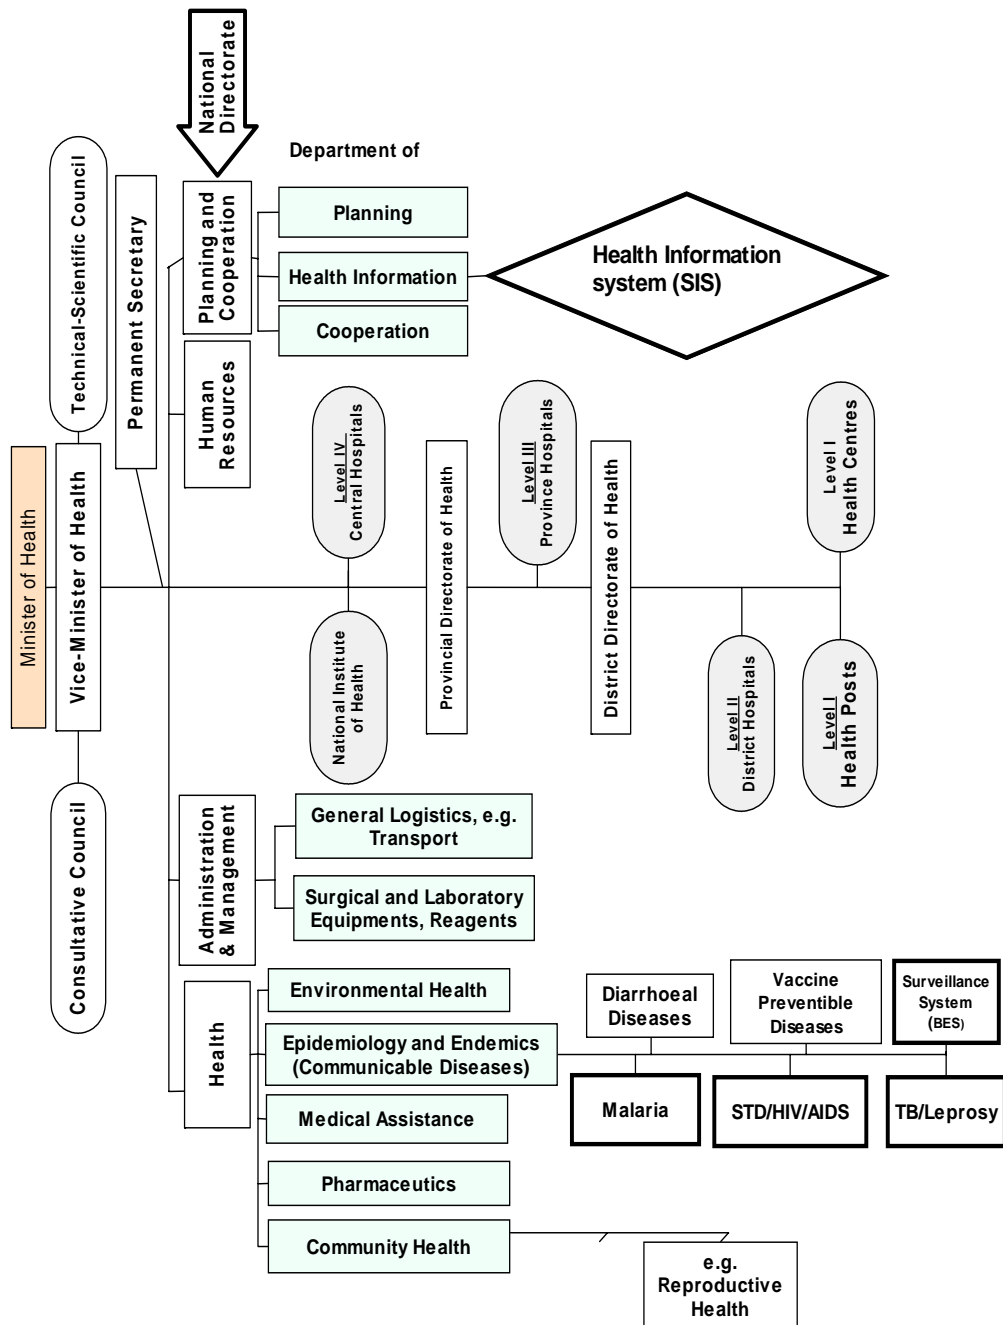 National
Directorate
Department of
Technical-Scientific Council
Permanent Secretary
Planning and
Cooperation
Planning
Health Information
Cooperation
Health Information
system (SIS)
Human
Resources
Minister of Health
Vice-Minister of Health
Level IV
Central Hospitals
National Institute
of Health
Provincial Directorate of Health
Level III
Province Hospitals
District Directorate of Health
Level I
Health Centres
Level II
District Hospitals
Level I
Health Posts
Consultative Council
Administration
& Management
General Logistics, e.g.
Transport
Surgical and Laboratory
Equipments, Reagents
Health
Environmental Health
Epidemiology and Endemics
(Communicable Diseases)
Medical Assistance
Pharmaceutics
Community Health
Diarrhoeal
Diseases
Vaccine
Preventible
Diseases
Surveillance
System
(BES)
Malaria
STD/HIV/AIDS
TB/Leprosy
e.g.
Reproductive
Health